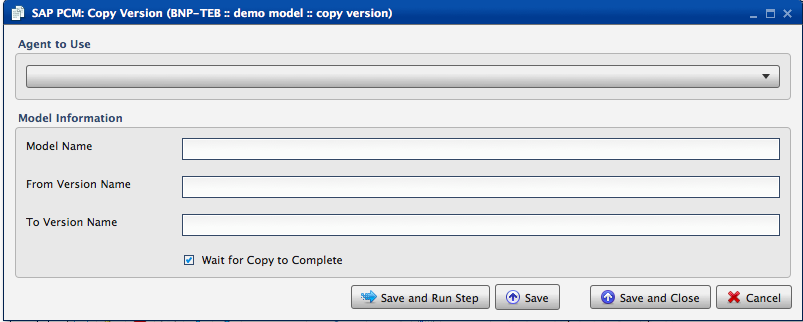 SAP PCM: Copy Version (BNP-TEB :: demo model :: copy version)
Agent to Use
Model Information
Model Name
From Version Name
To Version Name
Wait for Copy to Complete
Save and Run Step Save Save and Close Cancel